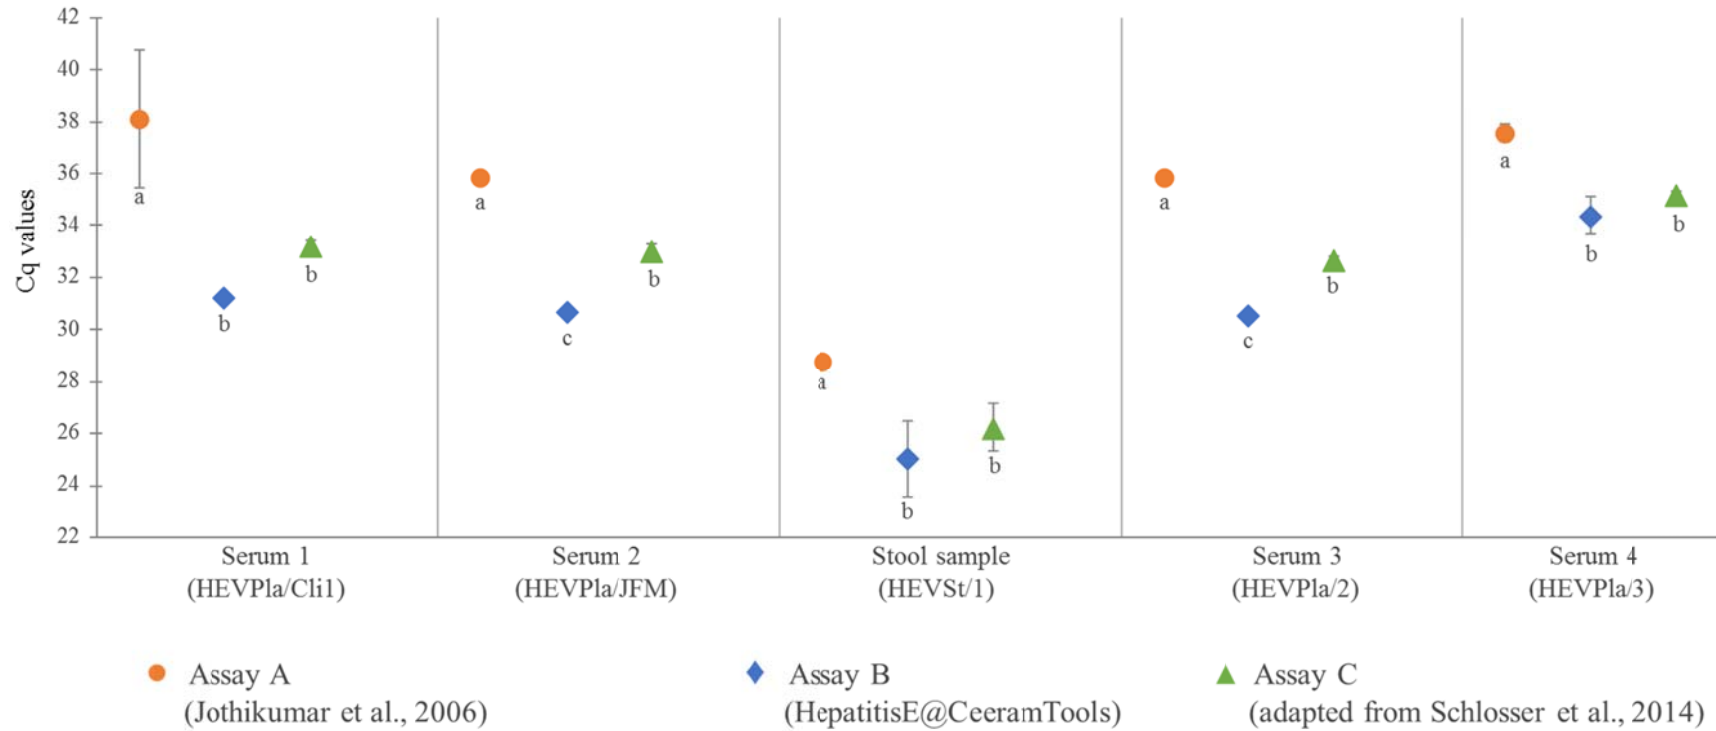 42
40
38
36
34
32
30
28
26
24
22
Cq values
a
b
b
a
c
b
a
b
b
a
c
b
a
b
b
Serum 1
(HEVPla/Cli1)
Serum 2
(HEVPla/JFM)
Stool sample
(HEVSt/1)
Serum 3
(HEVPla/2)
Serum 4
(HEVPla/3)
Assay A
(Jothikumar et al., 2006)
Assay B
(HepatitisE@CeeramTools)
Assay C
(adapted from Schlosser et al., 2014)